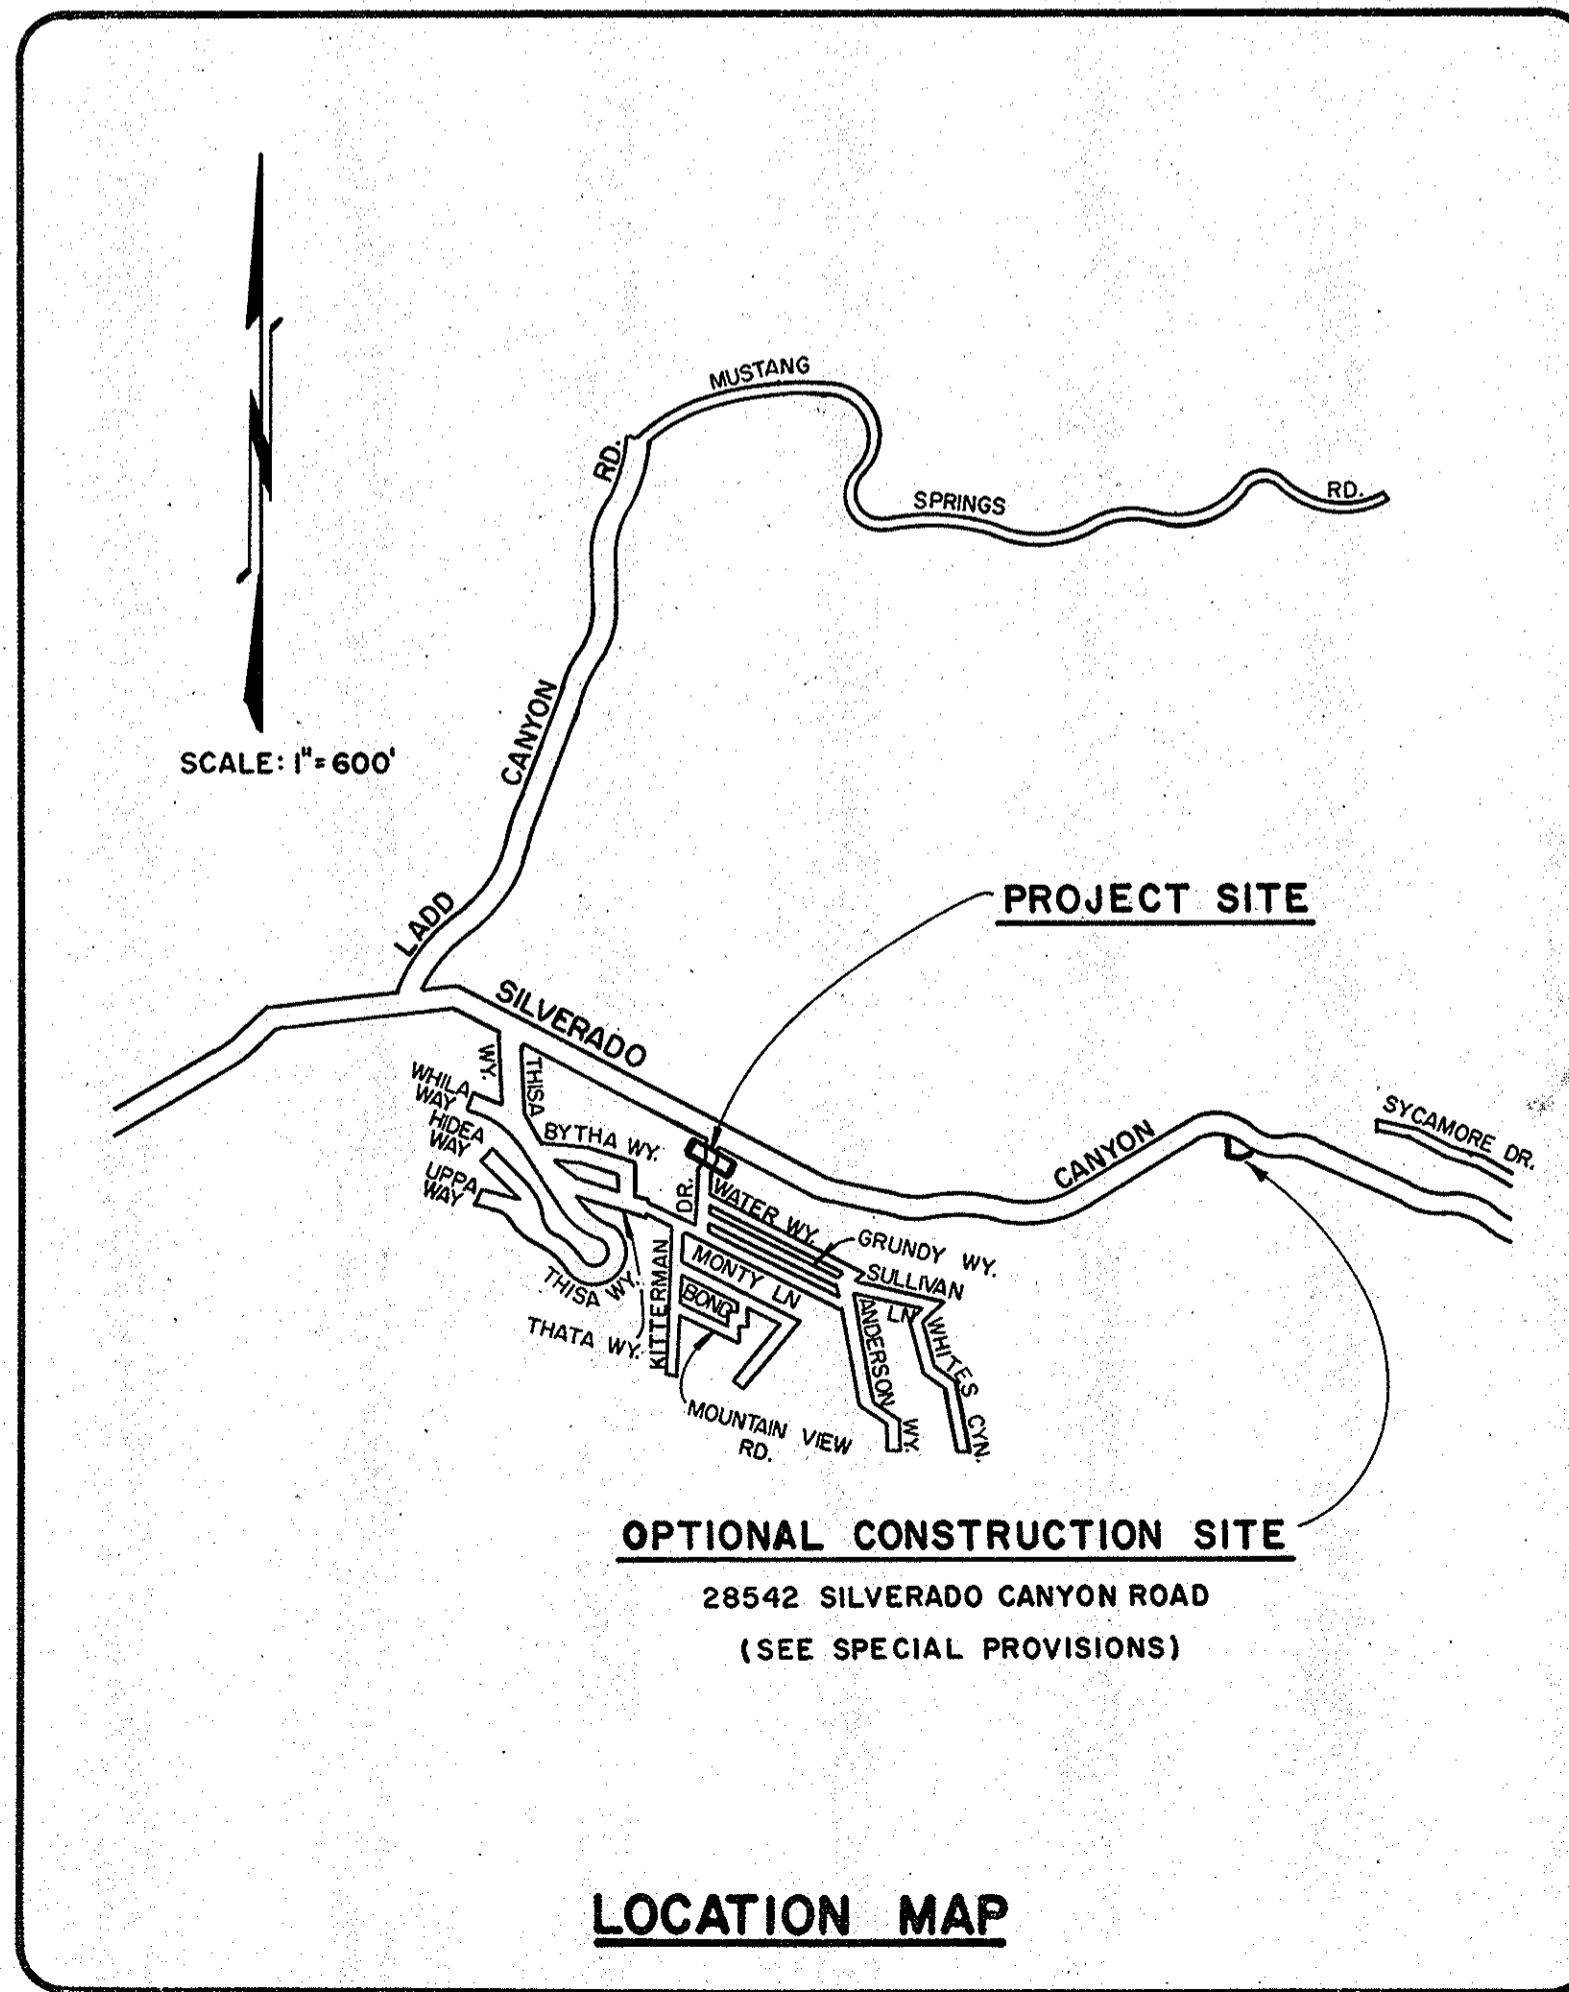 MUSTANG
SPRINGS
RD.
LADD
CANYON
RD.
SCALE: 1"=600'
PROJECT SITE
SILVERADO
CANYON
SYCAMORE DR.
THISA
WY.
WHILA
WAY
HIDEA
WAY
UPPA
WAY
BYTHA WY.
THISA WY.
THATA WY.
KITTERMAN
DR.
WATER WY.
GRUNDY WY.
SULLIVAN
LN
MONTY LN
BOND
ANDERSON WY.
WHITES CYN.
MOUNTAIN VIEW
RD.
OPTIONAL CONSTRUCTION SITE
28542 SILVERADO CANYON ROAD
(SEE SPECIAL PROVISIONS)
LOCATION MAP